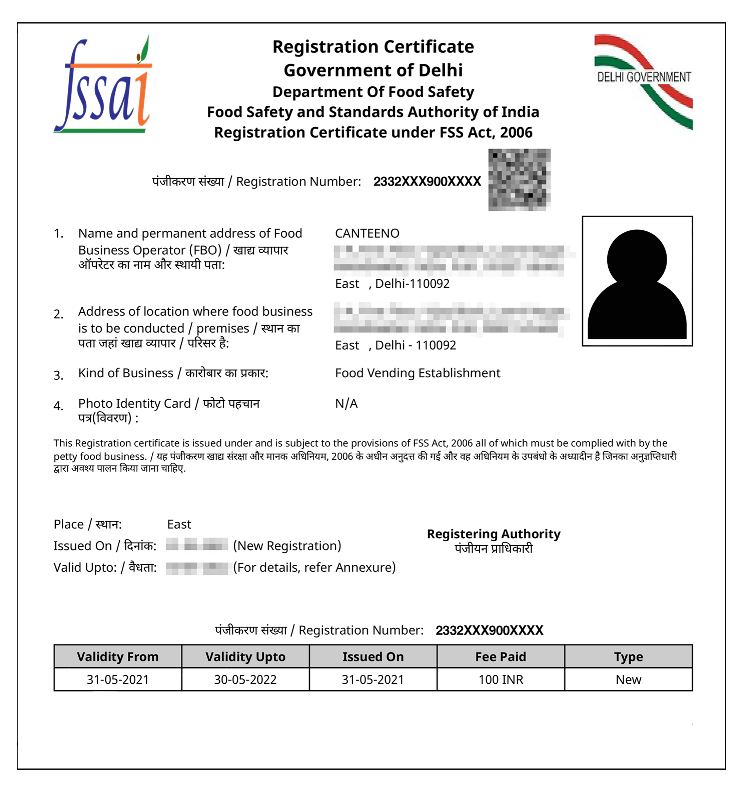 fssai
Registration Certificate
Government of Delhi
Department Of Food Safety
Food Safety and Standards Authority of India
Registration Certificate under FSS Act, 2006
DELHI GOVERNMENT
पंजीकरण संख्या / Registration Number: 2332XXX900XXXX
1. Name and permanent address of Food
Business Operator (FBO) / खाद्य व्यापार
ऑपरेटर का नाम और स्थायी पता:
CANTEENO
East , Delhi-110092
2. Address of location where food business
is to be conducted / premises / स्थान का
पता जहां खाद्य व्यापार / परिसर है:
East , Delhi - 110092
3. Kind of Business / कारोबार का प्रकार: Food Vending Establishment
4. Photo Identity Card / फोटो पहचान N/A
पत्र(विवरण) :
This Registration certificate is issued under and is subject to the provisions of FSS Act, 2006 all of which must be complied with by the
petty food business. / यह पंजीकरण खाद्य संरक्षा और मानक अधिनियम, 2006 के अधीन अनुदत्त की गई और वह अधिनियम के उपबंधो के अध्यादीन है जिनका अनुज्ञप्तिधारी
द्वारा अवश्य पालन किया जाना चाहिए.
Place / स्थान: East
Issued On / दिनांक: (New Registration)
Valid Upto: / वैधता: (For details, refer Annexure)
Registering Authority
पंजीयन प्राधिकारी
पंजीकरण संख्या / Registration Number: 2332XXX900XXXX
Validity From Validity Upto Issued On Fee Paid Type
31-05-2021 30-05-2022 31-05-2021 100 INR New